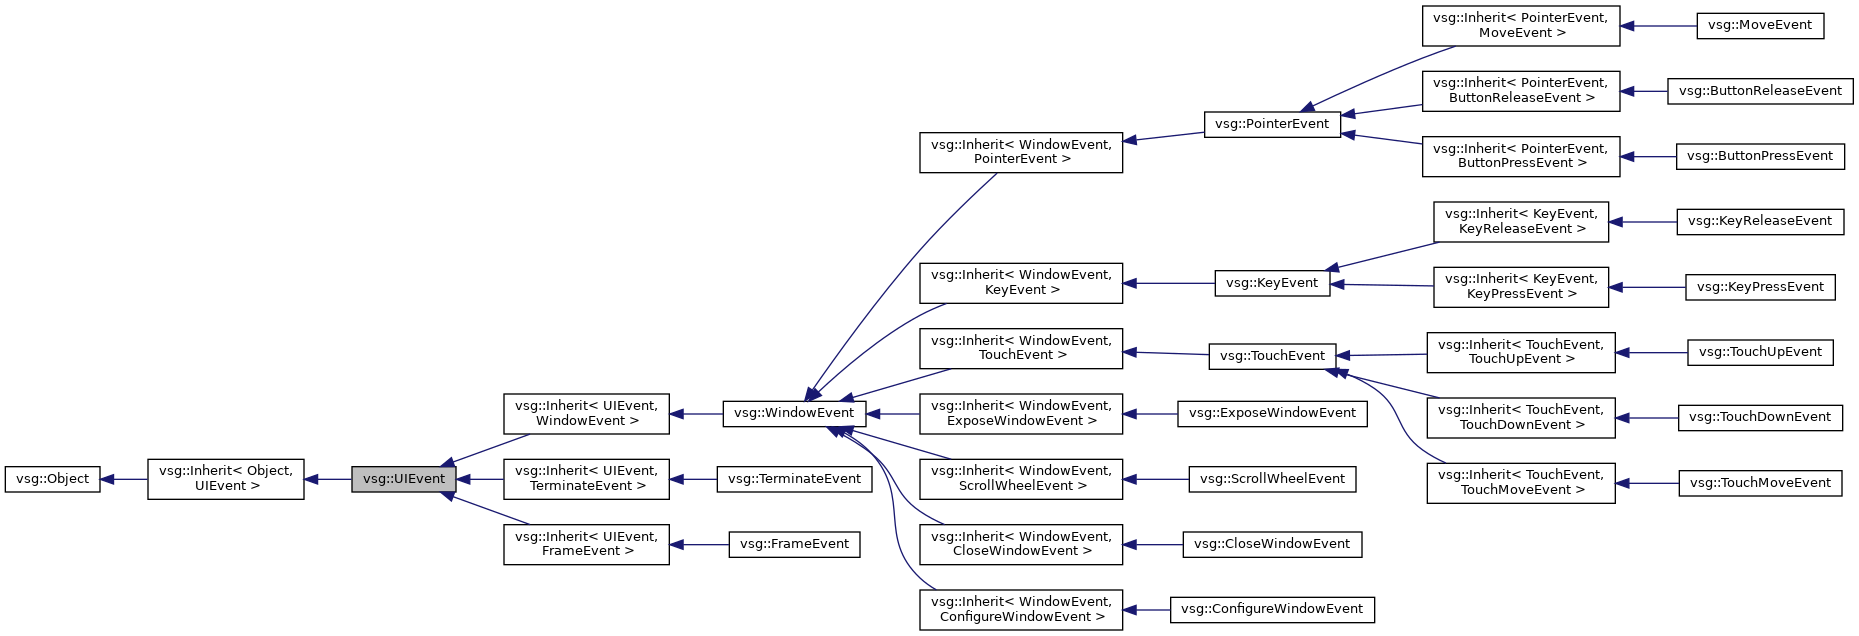 vsg::Object
vsg::Inherit< Object,
UIEvent >
vsg::UIEvent
vsg::Inherit< UIEvent,
WindowEvent >
vsg::Inherit< UIEvent,
TerminateEvent >
vsg::Inherit< UIEvent,
FrameEvent >
vsg::WindowEvent
vsg::TerminateEvent
vsg::FrameEvent
vsg::Inherit< WindowEvent,
PointerEvent >
vsg::Inherit< WindowEvent,
KeyEvent >
vsg::Inherit< WindowEvent,
TouchEvent >
vsg::Inherit< WindowEvent,
ExposeWindowEvent >
vsg::Inherit< WindowEvent,
ScrollWheelEvent >
vsg::Inherit< WindowEvent,
CloseWindowEvent >
vsg::Inherit< WindowEvent,
ConfigureWindowEvent >
vsg::PointerEvent
vsg::KeyEvent
vsg::TouchEvent
vsg::ExposeWindowEvent
vsg::ScrollWheelEvent
vsg::CloseWindowEvent
vsg::ConfigureWindowEvent
vsg::Inherit< PointerEvent,
MoveEvent >
vsg::Inherit< PointerEvent,
ButtonReleaseEvent >
vsg::Inherit< PointerEvent,
ButtonPressEvent >
vsg::Inherit< KeyEvent,
KeyReleaseEvent >
vsg::Inherit< KeyEvent,
KeyPressEvent >
vsg::Inherit< TouchEvent,
TouchUpEvent >
vsg::Inherit< TouchEvent,
TouchDownEvent >
vsg::Inherit< TouchEvent,
TouchMoveEvent >
vsg::MoveEvent
vsg::ButtonReleaseEvent
vsg::ButtonPressEvent
vsg::KeyReleaseEvent
vsg::KeyPressEvent
vsg::TouchUpEvent
vsg::TouchDownEvent
vsg::TouchMoveEvent